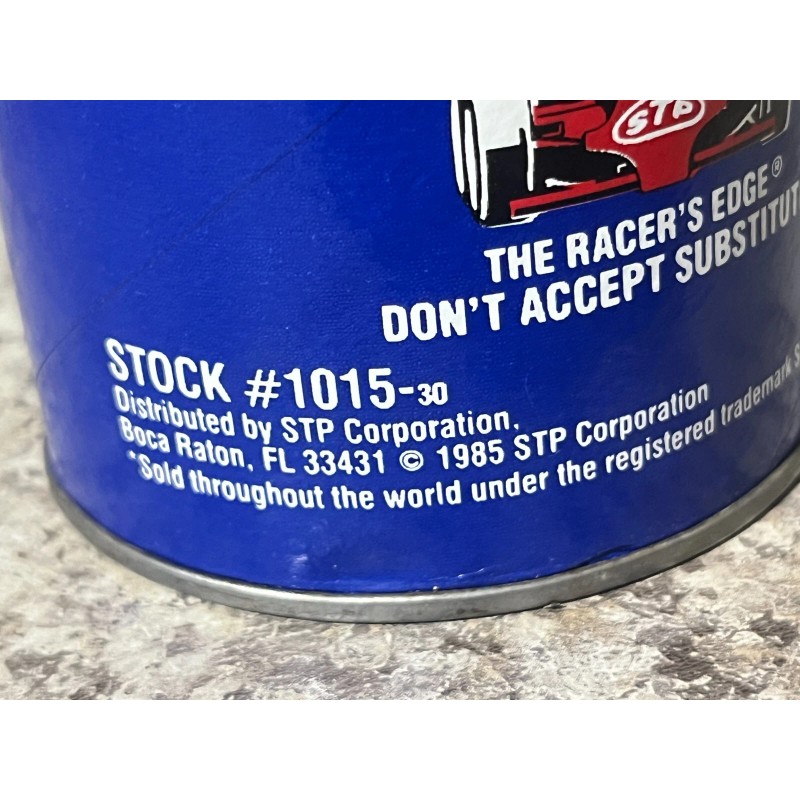 STP
THE RACER'S EDGE®
DON'T ACCEPT SUBSTITUT
STOCK #1015-30
Distributed by STP Corporation,
Boca Raton, FL 33431 © 1985 STP Corporation
*Sold throughout the world under the registered trademark S